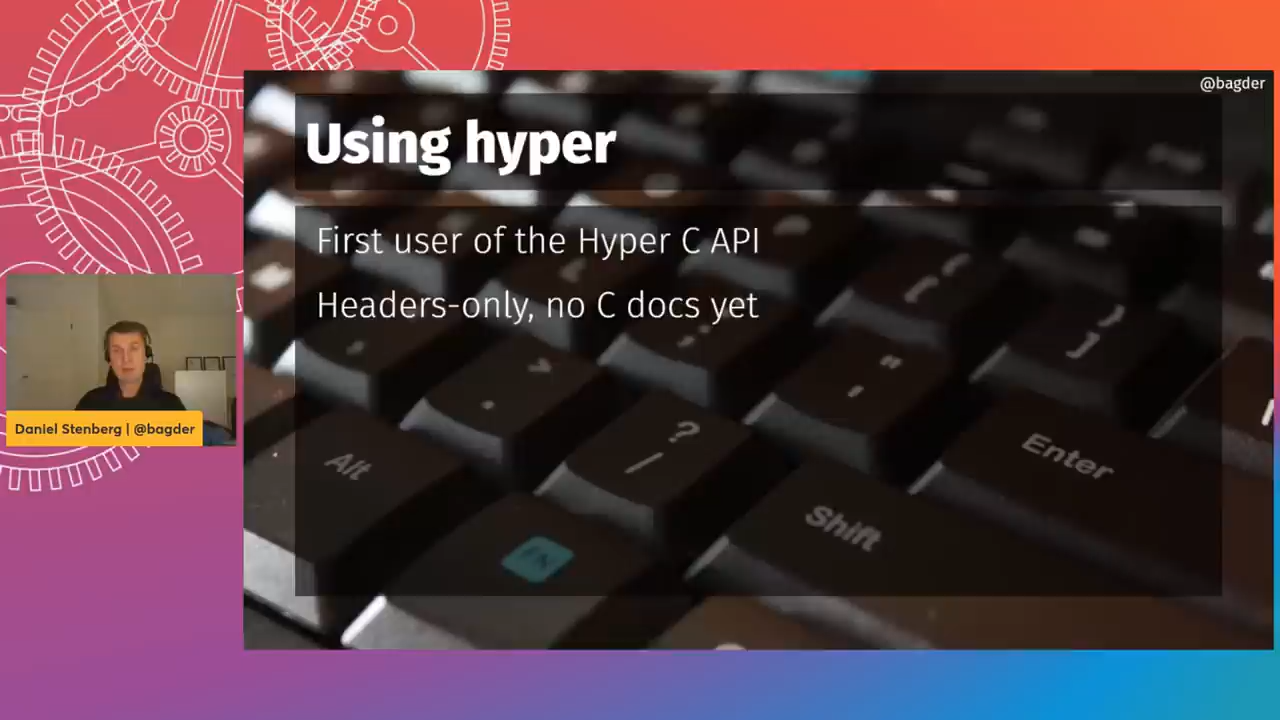 @bagder
Using hyper
First user of the Hyper C API
Headers-only, no C docs yet
Daniel Stenberg | @bagder
Alt
FN
?
/
Shift
Enter